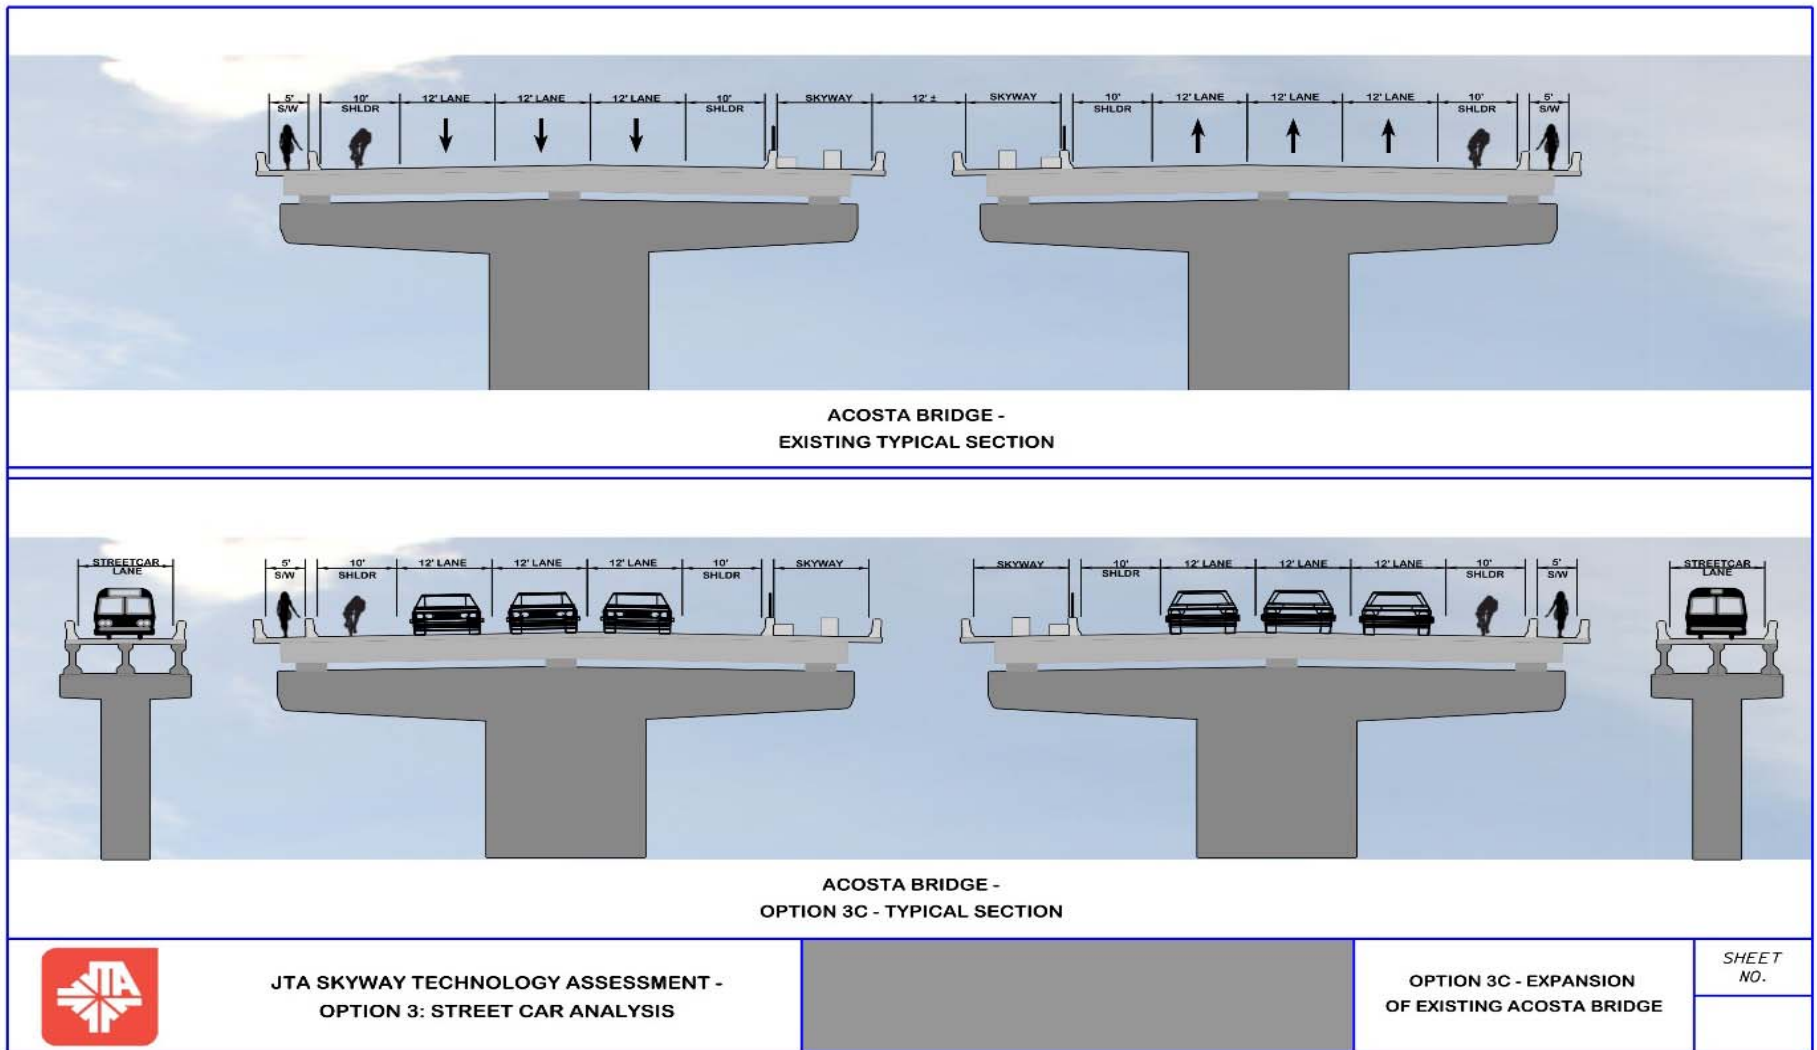 5' S/W
10' SHLDR
12' LANE
12' LANE
12' LANE
10' SHLDR
SKYWAY
12' ±
SKYWAY
10' SHLDR
12' LANE
12' LANE
12' LANE
10' SHLDR
5' S/W
ACOSTA BRIDGE -
EXISTING TYPICAL SECTION
STREETCAR LANE
5' S/W
10' SHLDR
12' LANE
12' LANE
12' LANE
10' SHLDR
SKYWAY
SKYWAY
10' SHLDR
12' LANE
12' LANE
12' LANE
10' SHLDR
5' S/W
STREETCAR LANE
ACOSTA BRIDGE -
OPTION 3C - TYPICAL SECTION
JTA
JTA SKYWAY TECHNOLOGY ASSESSMENT -
OPTION 3: STREET CAR ANALYSIS
OPTION 3C - EXPANSION
OF EXISTING ACOSTA BRIDGE
SHEET
NO.